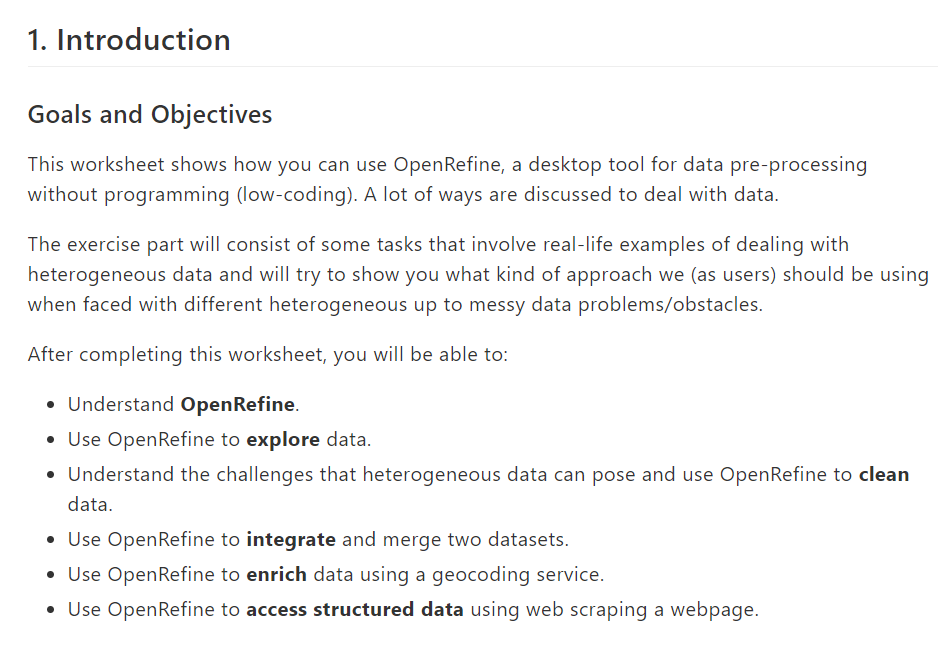 1. Introduction
Goals and Objectives
This worksheet shows how you can use OpenRefine, a desktop tool for data pre-processing
without programming (low-coding). A lot of ways are discussed to deal with data.
The exercise part will consist of some tasks that involve real-life examples of dealing with
heterogeneous data and will try to show you what kind of approach we (as users) should be using
when faced with different heterogeneous up to messy data problems/obstacles.
After completing this worksheet, you will be able to:
• Understand OpenRefine.
• Use OpenRefine to explore data.
• Understand the challenges that heterogeneous data can pose and use OpenRefine to clean
data.
• Use OpenRefine to integrate and merge two datasets.
• Use OpenRefine to enrich data using a geocoding service.
• Use OpenRefine to access structured data using web scraping a webpage.